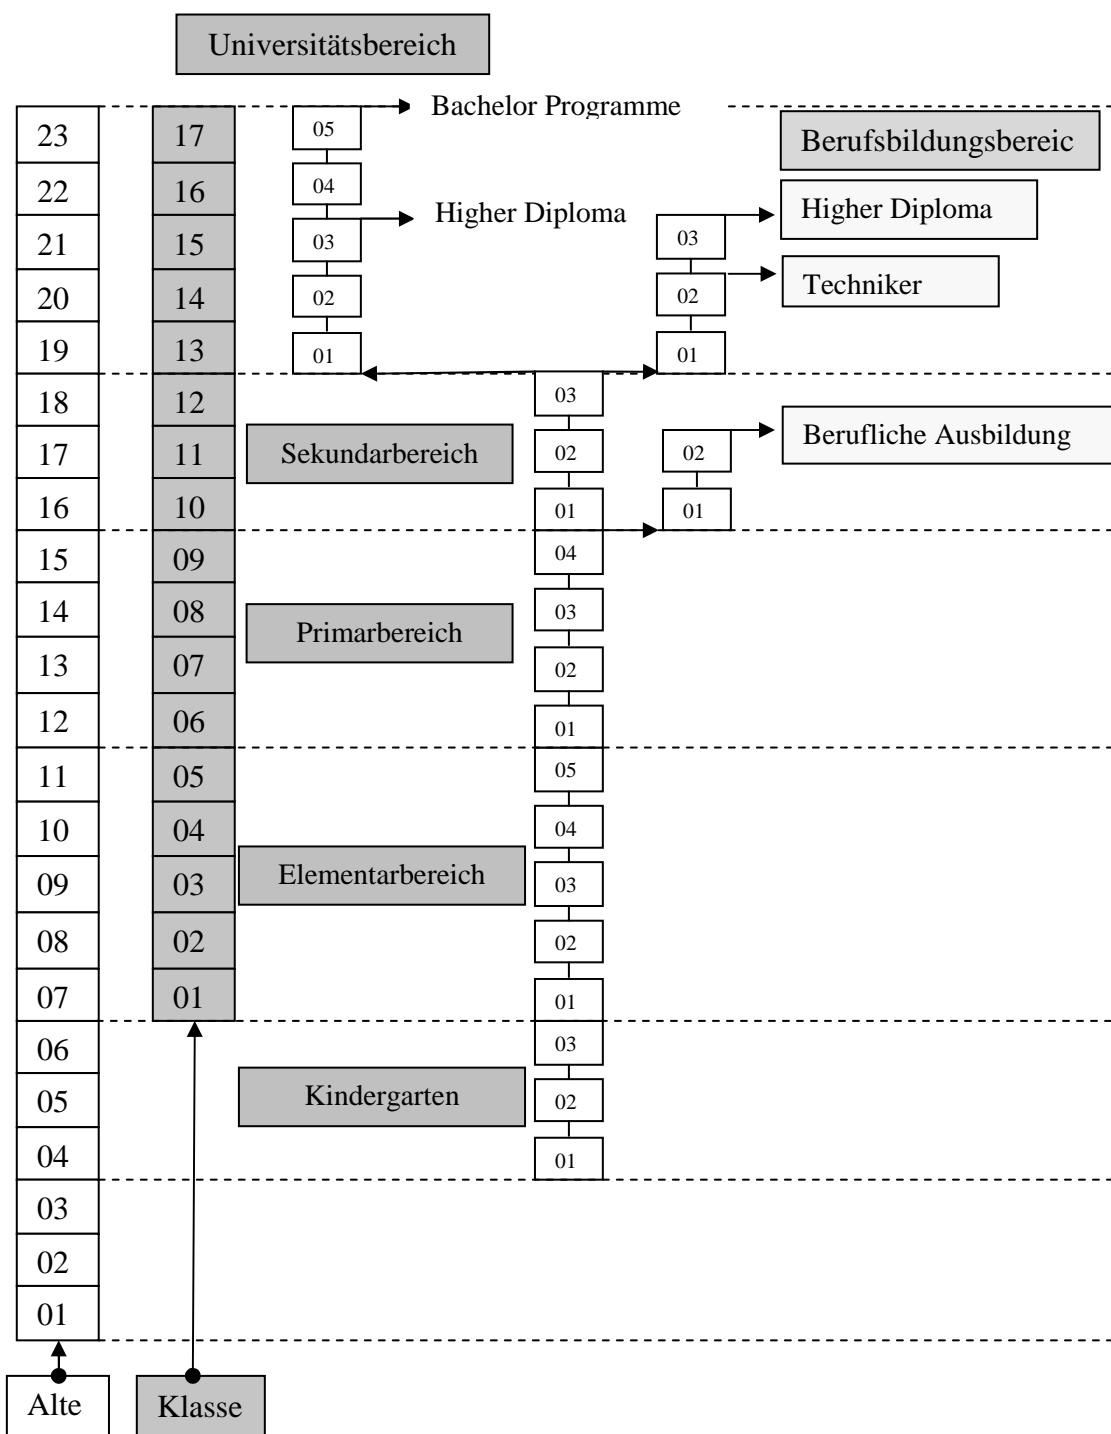 Universitätsbereich
Bachelor Programme
23 17 05 Berufsbildungsbereic
22 16 04 Higher Diploma Higher Diploma
21 15 03 03
20 14 02 02 Techniker
19 13 01 01
18 12 03
17 11 Sekundarbereich 02 02 Berufliche Ausbildung
16 10 01 01
15 09 04
14 08 Primarbereich 03
13 07 02
12 06 01
11 05 05
10 04 04
09 03 Elementarbereich 03
08 02 02
07 01 01
06 03
05 Kindergarten 02
04 01
03
02
01
Alte Klasse